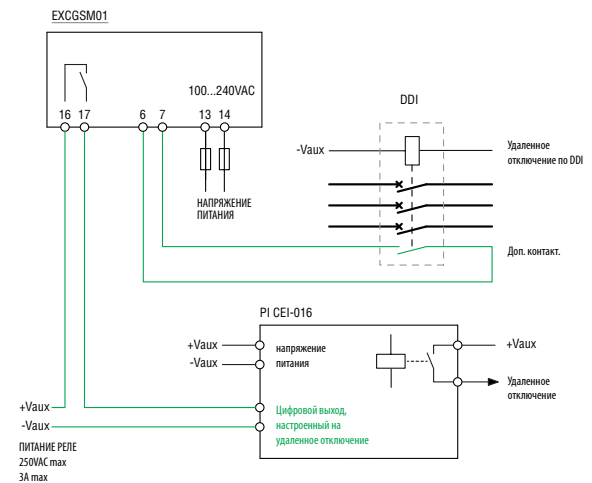 EXCGSM01
100...240VAC
16 17 6 7 13 14
НАПРЯЖЕНИЕ
ПИТАНИЯ
DDI
-Vaux
Удаленное
отключение по DDI
Доп. контакт.
PI CEI-016
+Vaux
-Vaux
напряжение
питания
+Vaux
Удаленное
отключение
Цифровой выход,
настроенный на
удаленное отключение
+Vaux
-Vaux
ПИТАНИЕ РЕЛЕ
250VAC max
3A max